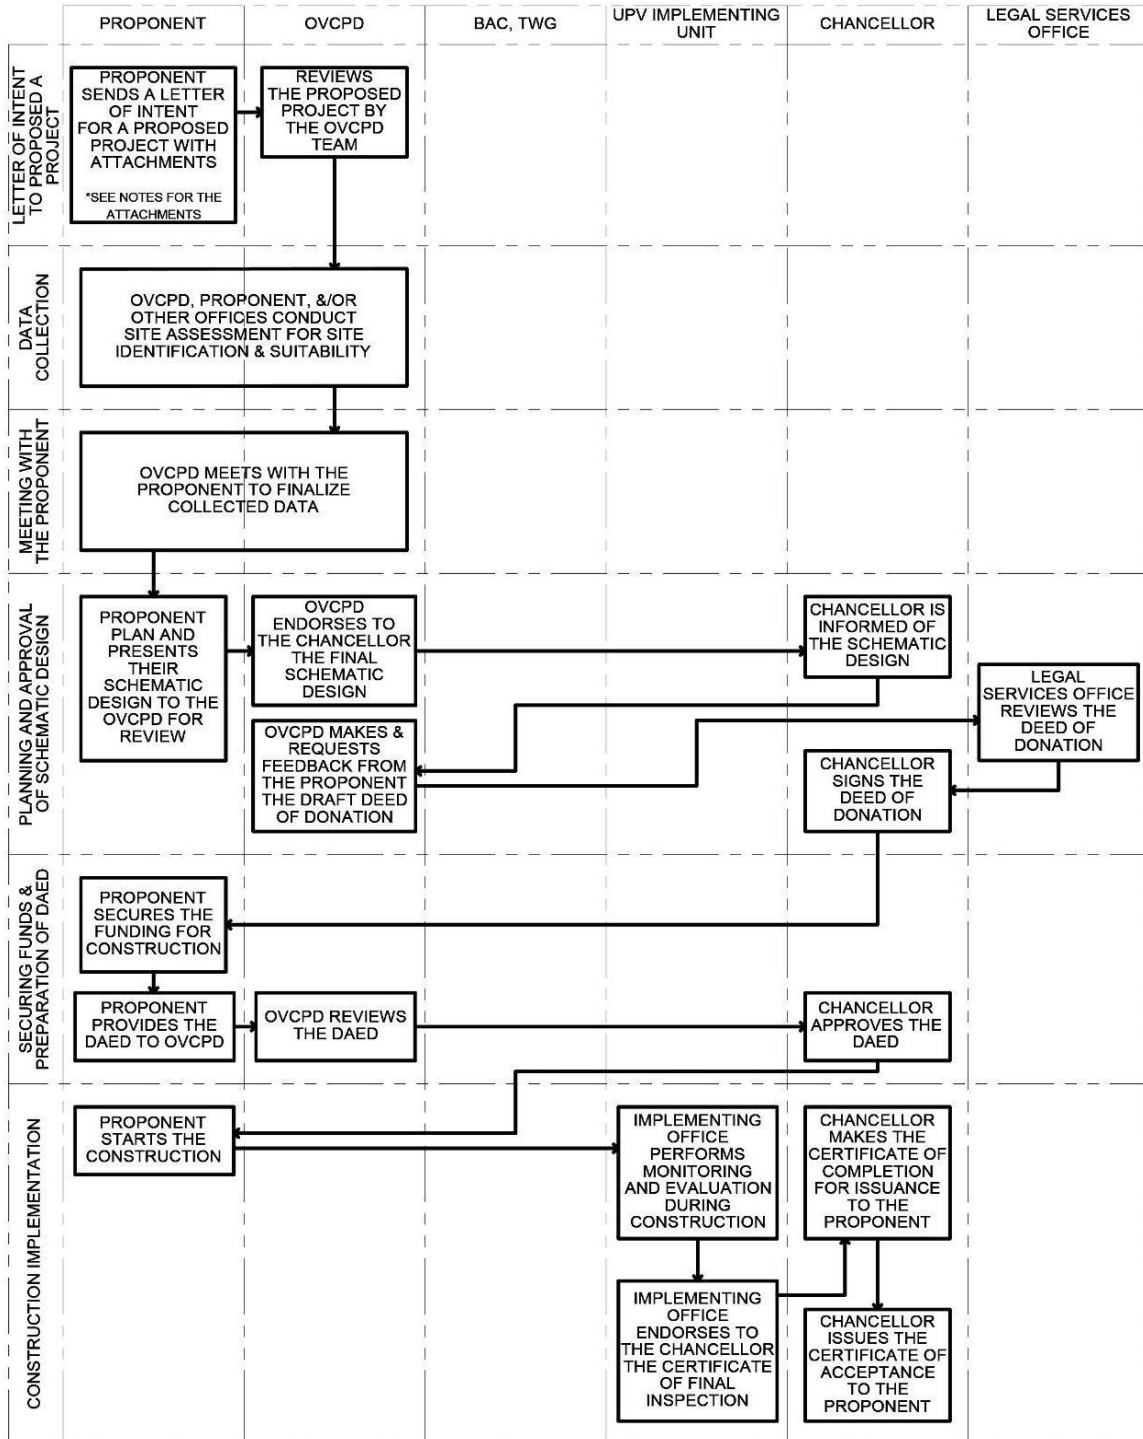 PROPONENT
OVCPD
BAC, TWG
UPV IMPLEMENTING
UNIT
CHANCELLOR
LEGAL SERVICES
OFFICE
LETTER OF INTENT
TO PROPOSED A
PROJECT
PROPONENT
SENDS A LETTER
OF INTENT
FOR A PROPOSED
PROJECT WITH
ATTACHMENTS
*SEE NOTES FOR THE
ATTACHMENTS
REVIEWS
THE PROPOSED
PROJECT BY
THE OVCPD
TEAM
DATA
COLLECTION
OVCPD, PROPONENT, &/OR
OTHER OFFICES CONDUCT
SITE ASSESSMENT FOR SITE
IDENTIFICATION & SUITABILITY
MEETING WITH
THE PROPONENT
OVCPD MEETS WITH THE
PROPONENT TO FINALIZE
COLLECTED DATA
PLANNING AND APPROVAL
OF SCHEMATIC DESIGN
PROPONENT
PLAN AND
PRESENTS
THEIR
SCHEMATIC
DESIGN TO THE
OVCPD FOR
REVIEW
OVCPD
ENDORSES TO
THE CHANCELLOR
THE FINAL
SCHEMATIC
DESIGN
CHANCELLOR IS
INFORMED OF
THE SCHEMATIC
DESIGN
OVCPD MAKES &
REQUESTS
FEEDBACK FROM
THE PROPONENT
THE DRAFT DEED
OF DONATION
LEGAL
SERVICES OFFICE
REVIEWS THE
DEED OF
DONATION
CHANCELLOR
SIGNS THE
DEED OF
DONATION
SECURING FUNDS &
PREPARATION OF DAED
PROPONENT
SECURES THE
FUNDING FOR
CONSTRUCTION
PROPONENT
PROVIDES THE
DAED TO OVCPD
OVCPD REVIEWS
THE DAED
CHANCELLOR
APPROVES THE
DAED
CONSTRUCTION IMPLEMENTATION
PROPONENT
STARTS THE
CONSTRUCTION
IMPLEMENTING
OFFICE
PERFORMS
MONITORING
AND EVALUATION
DURING
CONSTRUCTION
CHANCELLOR
MAKES THE
CERTIFICATE OF
COMPLETION
FOR ISSUANCE
TO THE
PROPONENT
IMPLEMENTING
OFFICE
ENDORSES TO
THE CHANCELLOR
THE CERTIFICATE
OF FINAL
INSPECTION
CHANCELLOR
ISSUES THE
CERTIFICATE OF
ACCEPTANCE
TO THE
PROPONENT